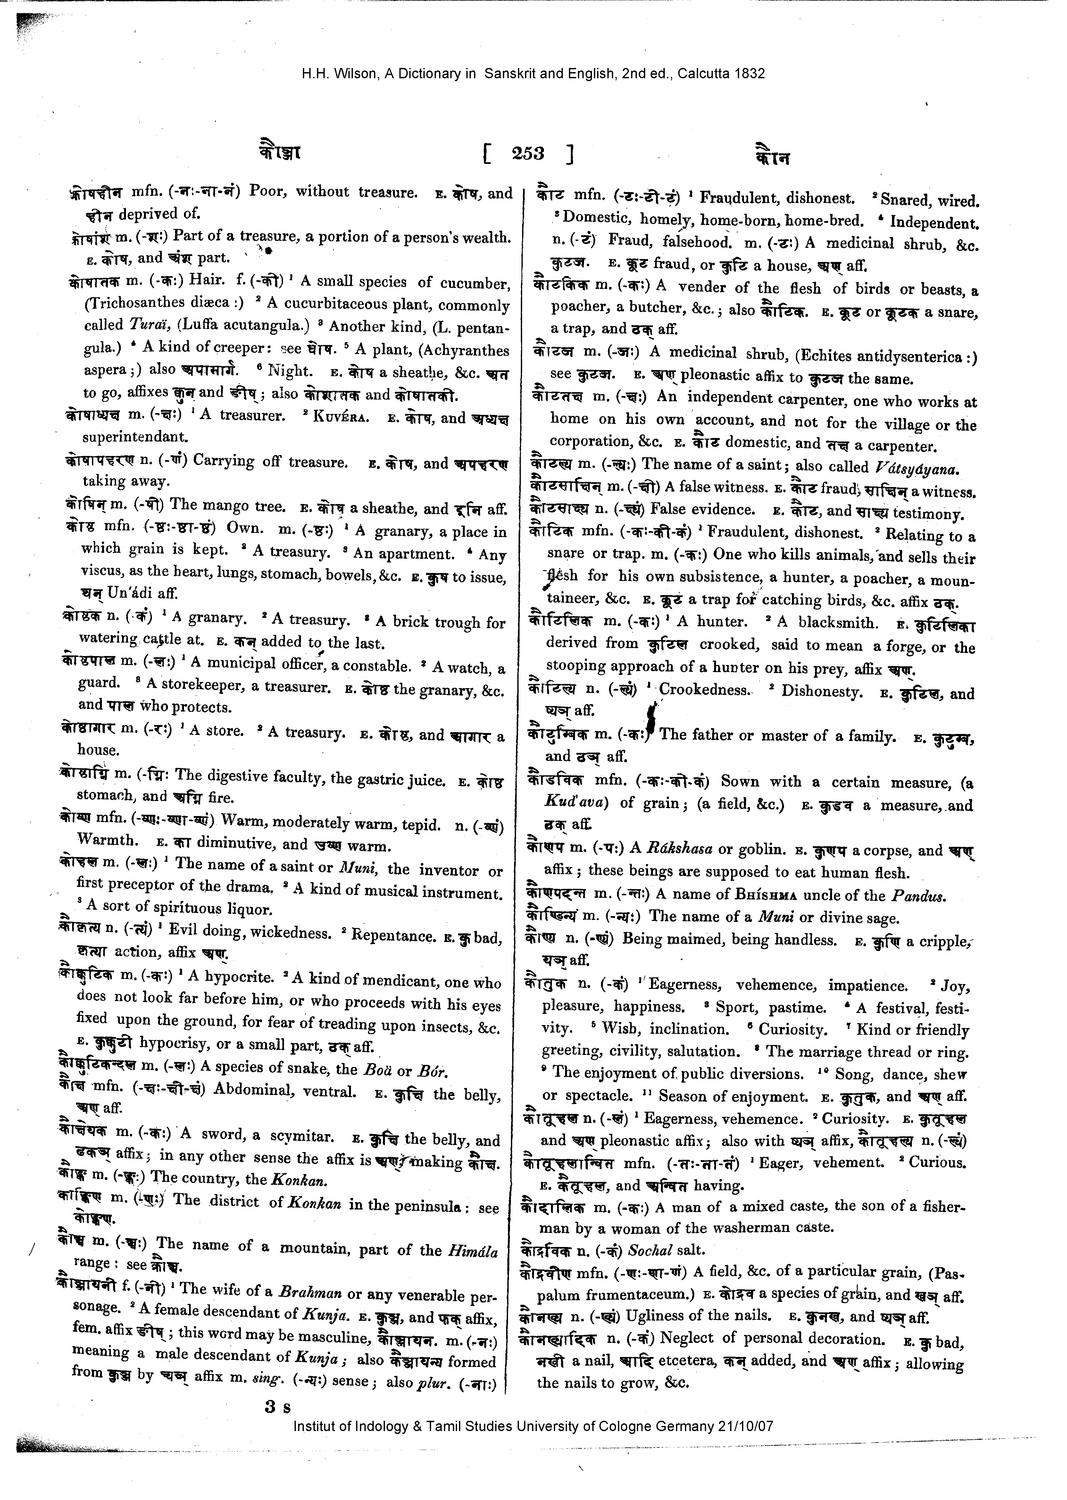 H.H. Wilson, A Dictionary in Sanskrit and English, 2nd ed., Calcutta 1832
कौञ्जा [ 253 ] कौन
कोषहीन mfn. (-नः-ना-नं) Poor, without treasure. E. कोष, and
हीन deprived of.
कोषांश m. (-शः) Part of a treasure, a portion of a person's wealth.
E. कोष, and अंश part.
कोषातक m. (-कः) Hair. f. (-की) ¹ A small species of cucumber,
(Trichosanthes diæca :) ² A cucurbitaceous plant, commonly
called Turaï, (Luffa acutangula.) ³ Another kind, (L. pentan-
gula.) ⁴ A kind of creeper: see घोष. ⁵ A plant, (Achyranthes
aspera;) also अपामार्ग. ⁶ Night. E. कोष a sheathe, &c. अत
to go, affixes कुन् and ङीष्; also कोशातक and कोषातकी.
कोषाध्यक्ष m. (-क्षः) ¹ A treasurer. ² KUVÉRA. E. कोष, and अध्यक्ष
superintendant.
कोषापहरण n. (-णं) Carrying off treasure. E. कोष, and अपहरण
taking away.
कोषिन् m. (-षी) The mango tree. E. कोष a sheathe, and इनि aff.
कोष्ठ mfn. (-ष्ठः-ष्ठा-ष्ठं) Own. m. (-ष्ठः) ¹ A granary, a place in
which grain is kept. ² A treasury. ³ An apartment. ⁴ Any
viscus, as the heart, lungs, stomach, bowels, &c. E. कुष to issue,
थन् Un'ádi aff.
कोष्ठक n. (-कं) ¹ A granary. ² A treasury. ³ A brick trough for
watering castle at. E. कन् added to the last.
कोष्ठपाल m. (-लः) ¹ A municipal officer, a constable. ² A watch, a
guard. ³ A storekeeper, a treasurer. E. कोष्ठ the granary, &c.
and पाल who protects.
कोष्ठागार m. (-रः) ¹ A store. ² A treasury. E. कोष्ठ, and आगार a
house.
कोष्ठाग्नि m. (-ग्निः The digestive faculty, the gastric juice. E. कोष्ठ
stomach, and अग्नि fire.
कोष्ण mfn. (-ष्णः-ष्णा-ष्णं) Warm, moderately warm, tepid. n. (-ष्णं)
Warmth. E. का diminutive, and उष्ण warm.
कोहल m. (-लः) ¹ The name of a saint or Muni, the inventor or
first preceptor of the drama. ² A kind of musical instrument.
³ A sort of spirituous liquor.
कौकृत्य n. (-त्यं) ¹ Evil doing, wickedness. ² Repentance. E. कु bad,
कृत्या action, affix अण्.
कौक्कुटिक m. (-कः) ¹ A hypocrite. ² A kind of mendicant, one who
does not look far before him, or who proceeds with his eyes
fixed upon the ground, for fear of treading upon insects, &c.
E. कुक्कुटी hypocrisy, or a small part, ठक् aff.
कौक्कुटिकन्दल m. (-लः) A species of snake, the Boä or Bór.
कौक्ष mfn. (-क्षः-क्षी-क्षं) Abdominal, ventral. E. कुक्षि the belly,
अण् aff.
कौक्षेयक m. (-कः) A sword, a scymitar. E. कुक्षि the belly, and
ढकञ् affix; in any other sense the affix is अण् making कौक्ष.
कौङ्क m. (-ङ्कः) The country, the Konkan.
कौङ्कण m. (-णः) The district of Konkan in the peninsula: see
कोङ्कण.
कौञ्च m. (-ञ्चः) The name of a mountain, part of the Himála
range: see क्रौञ्च.
कौञ्जायनी f. (-नी) ¹ The wife of a Brahman or any venerable per-
sonage. ² A female descendant of Kunja. E. कुञ्ज, and फक् affix,
fem. affix ङीष्; this word may be masculine, कौञ्जायन. m. (-नः)
meaning a male descendant of Kunja; also कौञ्जायन्य formed
from कुञ्ज by च्फञ् affix m. sing. (-न्यः) sense; also plur. (-नाः)
3 S
कौट mfn. (-टः-टी-टं) ¹ Fraudulent, dishonest. ² Snared, wired.
³ Domestic, homely, home-born, home-bred. ⁴ Independent.
n. (-टं) Fraud, falsehood. m. (-टः) A medicinal shrub, &c.
कुटज. E. कूट fraud, or कुटि a house, अण् aff.
कौटकिक m. (-कः) A vender of the flesh of birds or beasts, a
poacher, a butcher, &c.; also कौटिक. E. कूट or कूटक a snare,
a trap, and ठक् aff.
कौटज m. (-जः) A medicinal shrub, (Echites antidysenterica :)
see कुटज. E. अण् pleonastic affix to कुटज the same.
कौटतक्ष m. (-क्षः) An independent carpenter, one who works at
home on his own account, and not for the village or the
corporation, &c. E. कौट domestic, and तक्ष a carpenter.
कौटल्य m. (-ल्यः) The name of a saint; also called Vátsyáyana.
कौटसाक्षिन् m. (-क्षी) A false witness. E. कौट fraud, साक्षिन् a witness.
कौटसाक्ष्य n. (-क्ष्यं) False evidence. E. कौट, and साक्ष्य testimony.
कौटिक mfn. (-कः-की-कं) ¹ Fraudulent, dishonest. ² Relating to a
snare or trap. m. (-कः) One who kills animals, and sells their
flesh for his own subsistence, a hunter, a poacher, a moun-
taineer, &c. E. कूट a trap for catching birds, &c. affix ठक्.
कौटिलिक m. (-कः) ¹ A hunter. ² A blacksmith. E. कुटिलिका
derived from कुटिल crooked, said to mean a forge, or the
stooping approach of a hunter on his prey, affix अण्.
कौटिल्य n. (-ल्यं) ¹ Crookedness. ² Dishonesty. E. कुटिल, and
ष्यञ् aff.
कौटुम्बिक m. (-कः) The father or master of a family. E. कुटुम्ब,
and ठञ् aff.
कौडविक mfn. (-कः-की-कं) Sown with a certain measure, (a
Kud'ava) of grain; (a field, &c.) E. कुडव a measure, and
ठक् aff.
कौणप m. (-पः) A Rákshasa or goblin. E. कुणप a corpse, and अण्
affix; these beings are supposed to eat human flesh.
कौणपदन्त m. (-न्तः) A name of BHÍSHMA uncle of the Pandus.
कौण्डिन्य m. (-न्यः) The name of a Muni or divine sage.
कौण्य n. (-ण्यं) Being maimed, being handless. E. कुणि a cripple,
यञ् aff.
कौतुक n. (-कं) ¹ Eagerness, vehemence, impatience. ² Joy,
pleasure, happiness. ³ Sport, pastime. ⁴ A festival, festi-
vity. ⁵ Wish, inclination. ⁶ Curiosity. ⁷ Kind or friendly
greeting, civility, salutation. ⁸ The marriage thread or ring.
⁹ The enjoyment of public diversions. ¹⁰ Song, dance, shew
or spectacle. ¹¹ Season of enjoyment. E. कुतुक, and अण् aff.
कौतूहल n. (-लं) ¹ Eagerness, vehemence. ² Curiosity. E. कुतूहल
and अण् pleonastic affix; also with ष्यञ् affix, कौतूहल्य n. (-ल्यं)
कौतूहलान्वित mfn. (-तः-ता-तं) ¹ Eager, vehement. ² Curious.
E. कौतूहल, and अन्वित having.
कौदालिक m. (-कः) A man of a mixed caste, the son of a fisher-
man by a woman of the washerman caste.
कौद्रविक n. (-कं) Sochal salt.
कौद्रवीण mfn. (-णः-णा-णं) A field, &c. of a particular grain, (Pas-
palum frumentaceum.) E. कोद्रव a species of grain, and खञ् aff.
कौनख्य n. (-ख्यं) Ugliness of the nails. E. कुनख, and ष्यञ् aff.
कौनख्यादिक n. (-कं) Neglect of personal decoration. E. कु bad,
नखी a nail, आदि etcetera, कन् added, and अण् affix; allowing
the nails to grow, &c.
Institut of Indology & Tamil Studies University of Cologne Germany 21/10/07